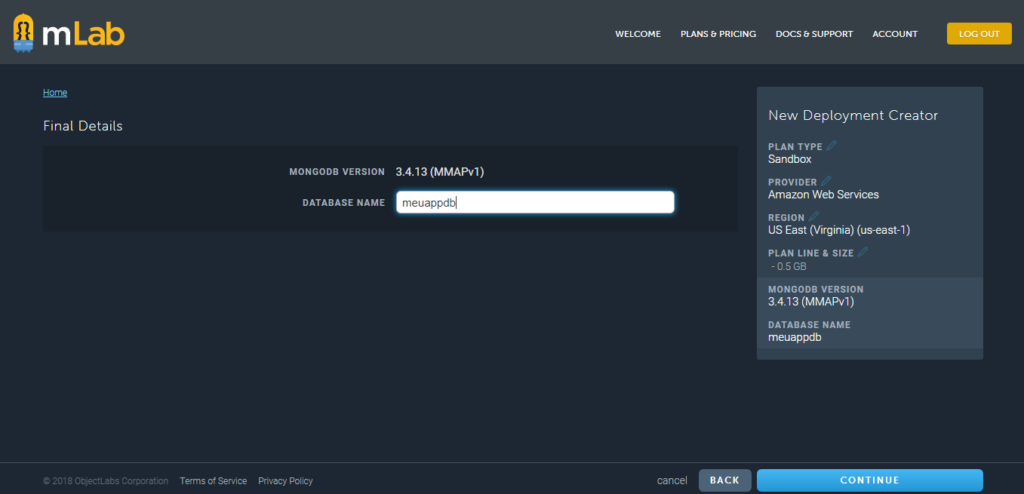 mLab
WELCOME PLANS & PRICING DOCS & SUPPORT ACCOUNT LOG OUT
Home
Final Details
MONGODB VERSION 3.4.13 (MMAPv1)
DATABASE NAME meuappdb
New Deployment Creator
PLAN TYPE
Sandbox
PROVIDER
Amazon Web Services
REGION
US East (Virginia) (us-east-1)
PLAN LINE & SIZE
- 0.5 GB
MONGODB VERSION
3.4.13 (MMAPv1)
DATABASE NAME
meuappdb
© 2018 ObjectLabs Corporation Terms of Service Privacy Policy cancel BACK CONTINUE